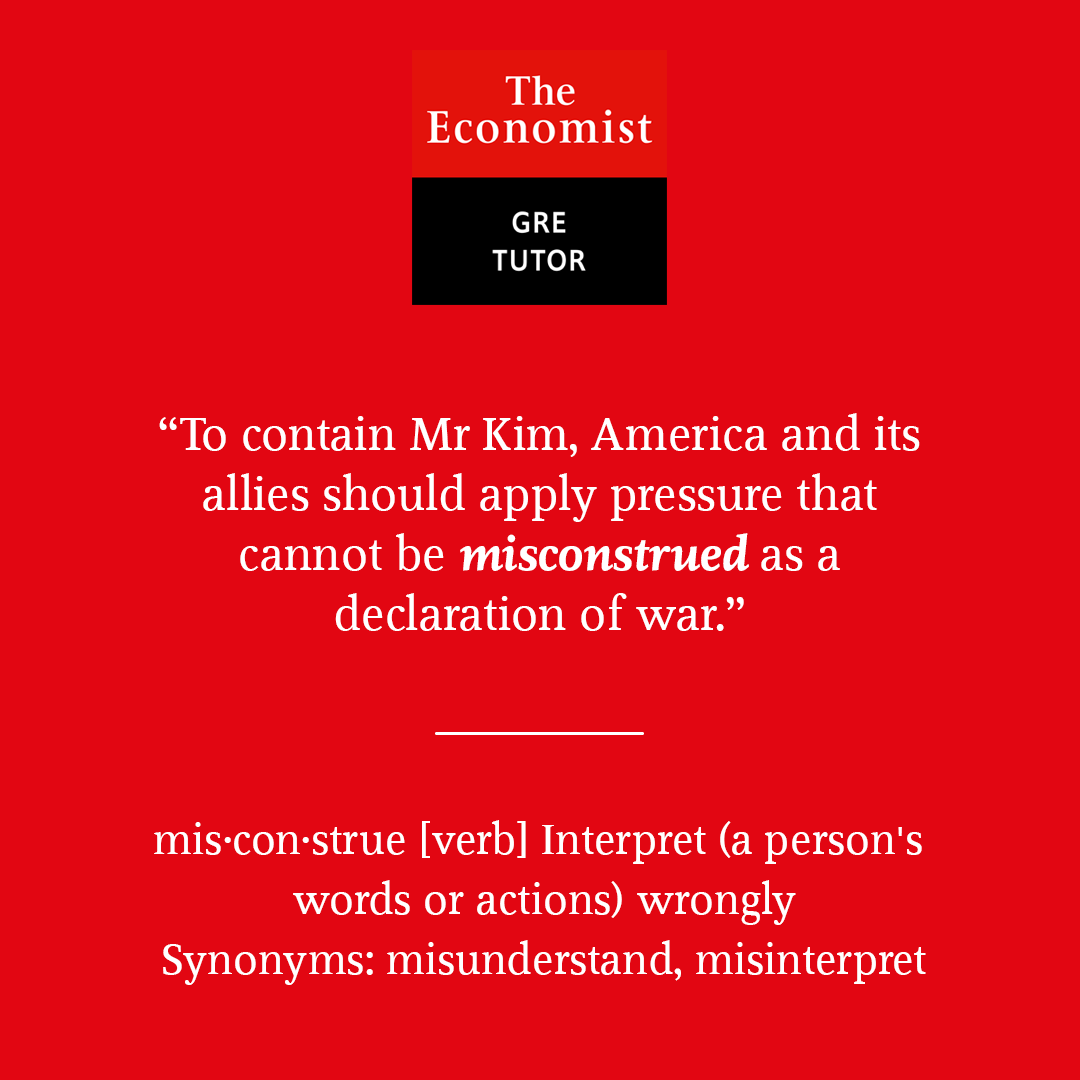 The
Economist
GRE
TUTOR
“To contain Mr Kim, America and its
allies should apply pressure that
cannot be misconstrued as a
declaration of war.”
mis·con·strue [verb] Interpret (a person's
words or actions) wrongly
Synonyms: misunderstand, misinterpret